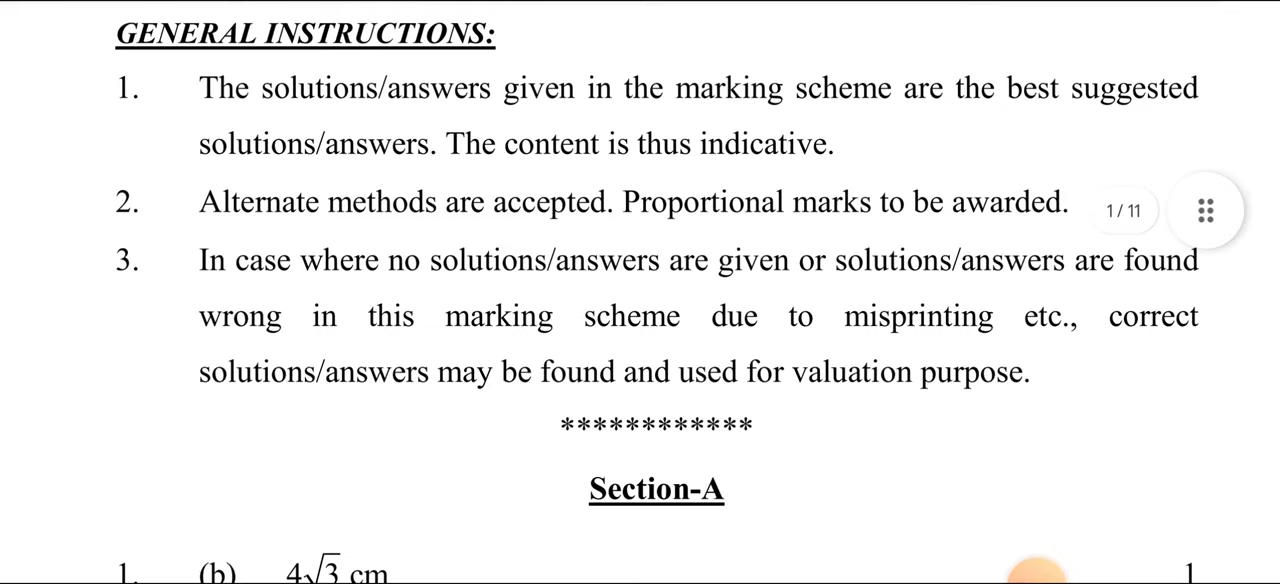 GENERAL INSTRUCTIONS:
1. The solutions/answers given in the marking scheme are the best suggested
solutions/answers. The content is thus indicative.
2. Alternate methods are accepted. Proportional marks to be awarded.
1 / 11
3. In case where no solutions/answers are given or solutions/answers are found
wrong in this marking scheme due to misprinting etc., correct
solutions/answers may be found and used for valuation purpose.
************
Section-A
1. (b) 4√3 cm 1